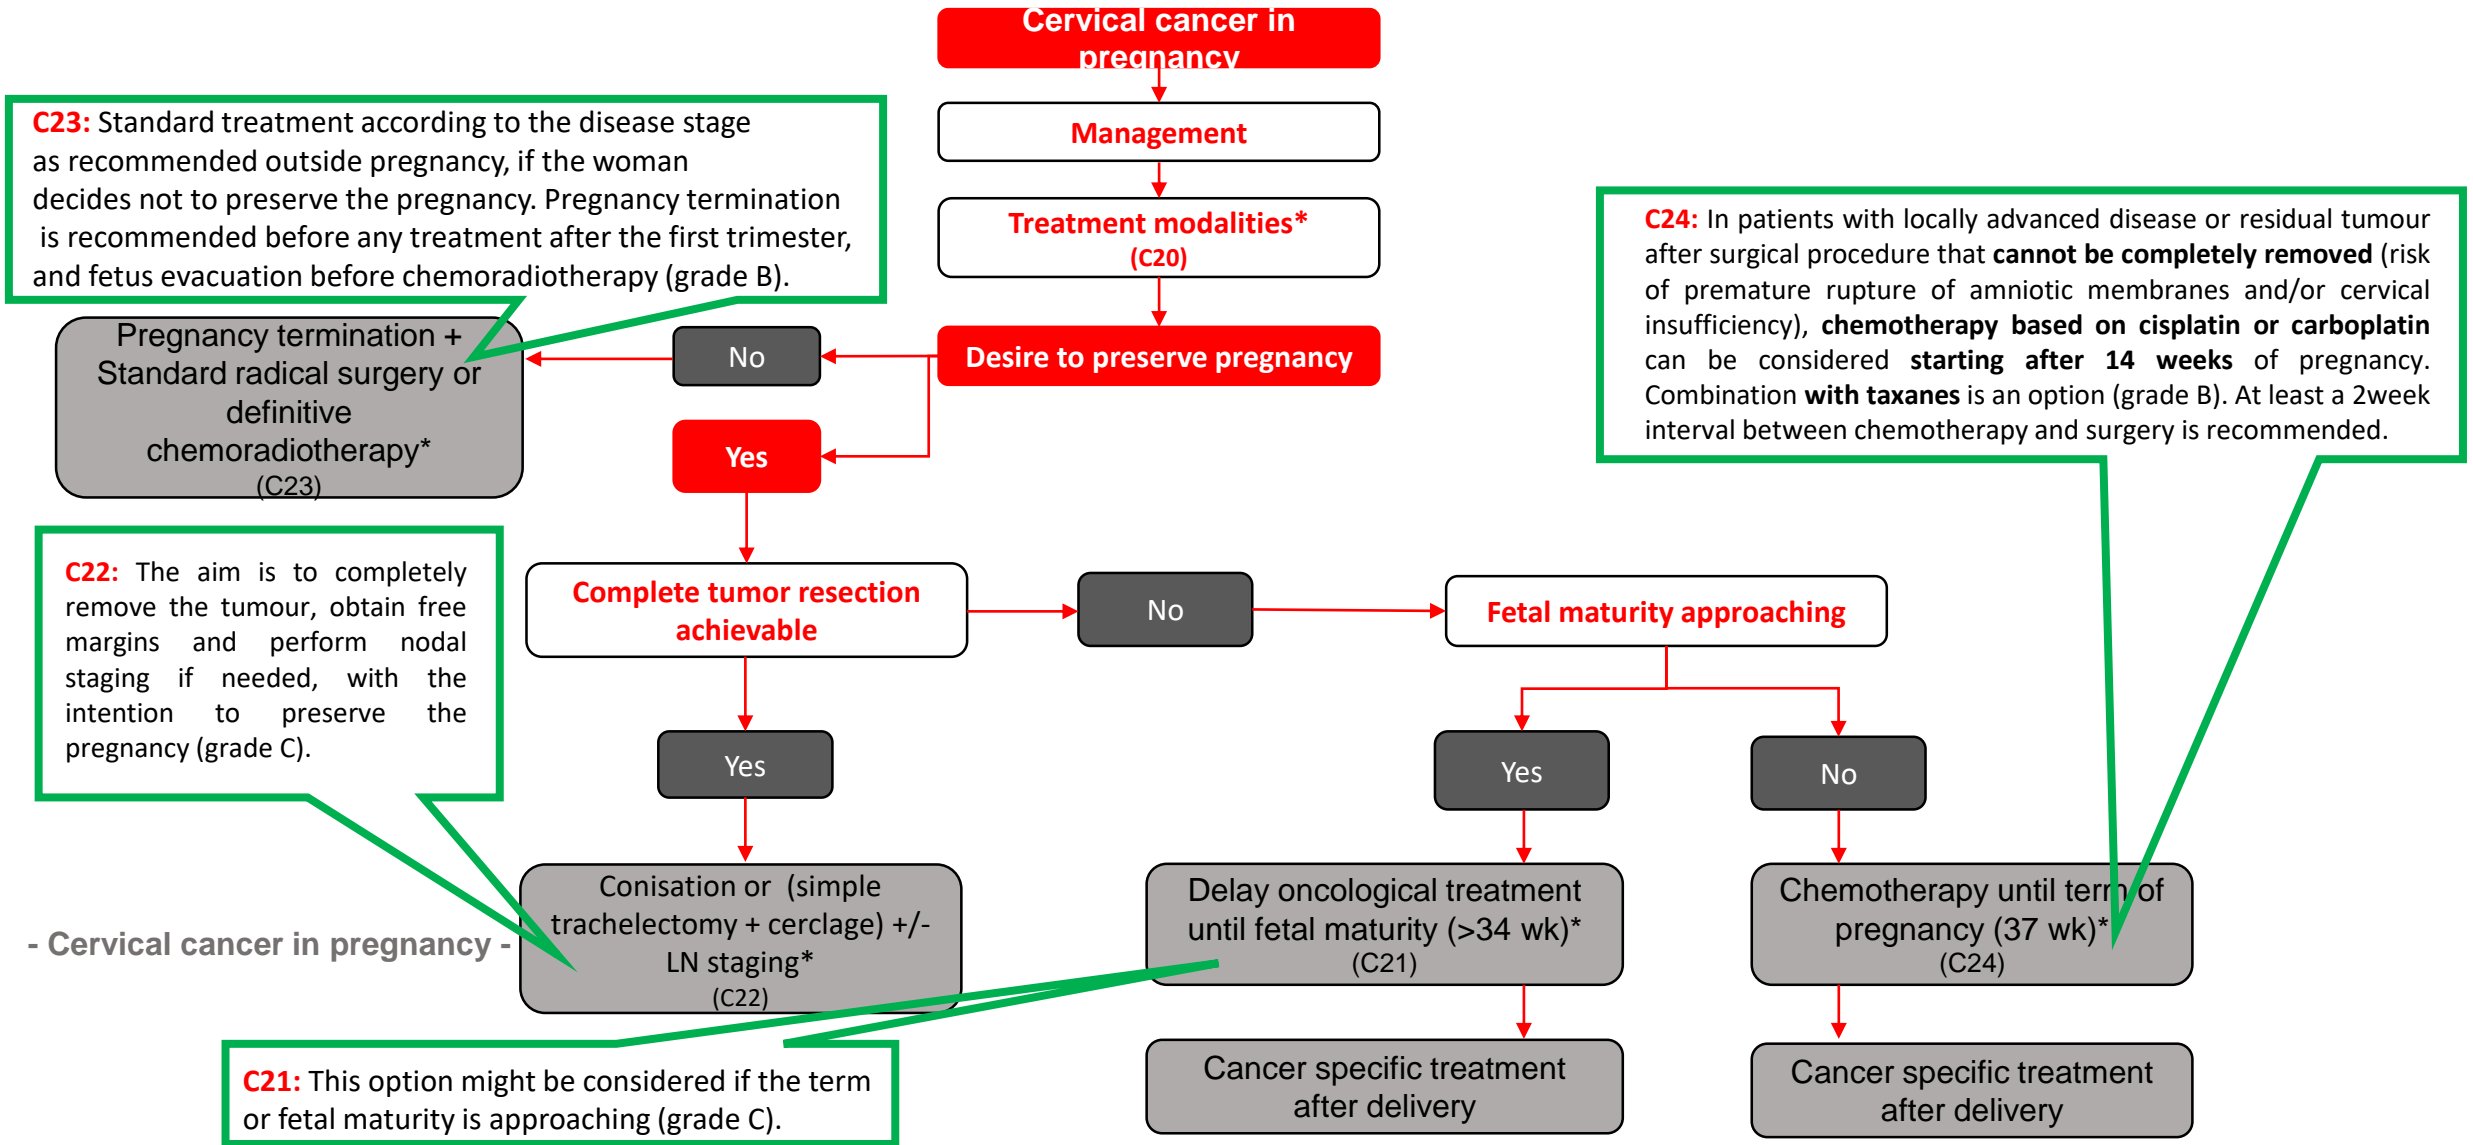 Cervical cancer in
pregnancy
Management
Treatment modalities*
(C20)
Desire to preserve pregnancy
No
Yes
C23: Standard treatment according to the disease stage
as recommended outside pregnancy, if the woman
decides not to preserve the pregnancy. Pregnancy termination
is recommended before any treatment after the first trimester,
and fetus evacuation before chemoradiotherapy (grade B).
Pregnancy termination +
Standard radical surgery or
definitive
chemoradiotherapy*
(C23)
C24: In patients with locally advanced disease or residual tumour
after surgical procedure that cannot be completely removed (risk
of premature rupture of amniotic membranes and/or cervical
insufficiency), chemotherapy based on cisplatin or carboplatin
can be considered starting after 14 weeks of pregnancy.
Combination with taxanes is an option (grade B). At least a 2week
interval between chemotherapy and surgery is recommended.
C22: The aim is to completely
remove the tumour, obtain free
margins and perform nodal
staging if needed, with the
intention to preserve the
pregnancy (grade C).
Complete tumor resection
achievable
No
Fetal maturity approaching
Yes
Yes
No
Conisation or (simple
trachelectomy + cerclage) +/-
LN staging*
(C22)
Delay oncological treatment
until fetal maturity (>34 wk)*
(C21)
Chemotherapy until term of
pregnancy (37 wk)*
(C24)
- Cervical cancer in pregnancy -
C21: This option might be considered if the term
or fetal maturity is approaching (grade C).
Cancer specific treatment
after delivery
Cancer specific treatment
after delivery